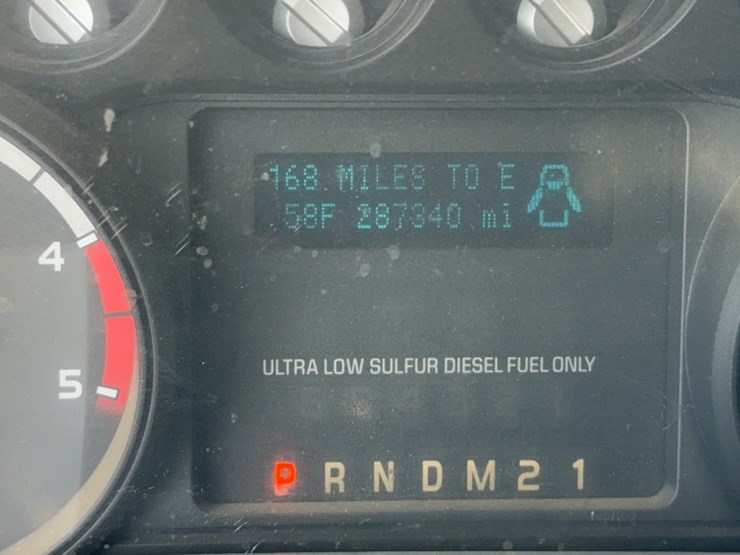 168 MILES TO E
58F 287340 mi
4
5
ULTRA LOW SULFUR DIESEL FUEL ONLY
P R N D M 2 1